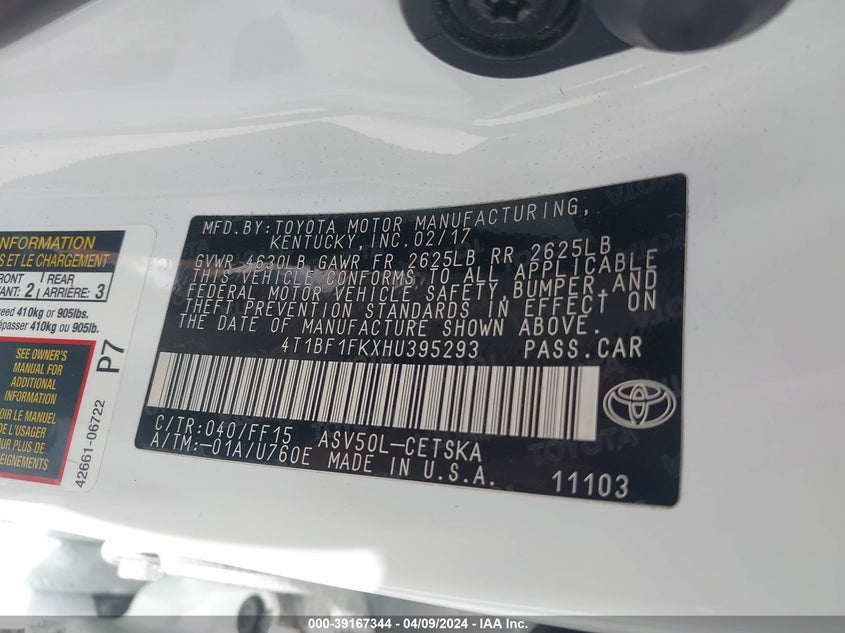 MFD. BY: TOYOTA MOTOR MANUFACTURING,
KENTUCKY, INC. 02/17
GVWR 4630LB GAWR FR 2625LB RR 2625LB
THIS VEHICLE CONFORMS TO ALL APPLICABLE
FEDERAL MOTOR VEHICLE SAFETY, BUMPER, AND
THEFT PREVENTION STANDARDS IN EFFECT ON
THE DATE OF MANUFACTURE SHOWN ABOVE.
4T1BF1FKXHU395293 PASS.CAR
C/TR:040/FF15 ASV50L-CETSKA
A/TM:-01A/U760E MADE IN U.S.A.
11103
INFORMATION
ET LE CHARGEMENT
REAR
2 ARRIÈRE: 3
410kg or 905lbs.
410kg ou 905lb.
SEE OWNER'S
MANUAL FOR
ADDITIONAL
INFORMATION
LE MANUEL
DE L'USAGER
POUR PLUS DE
P7
42661-06722
000-39167344 - 04/09/2024 - IAA Inc.